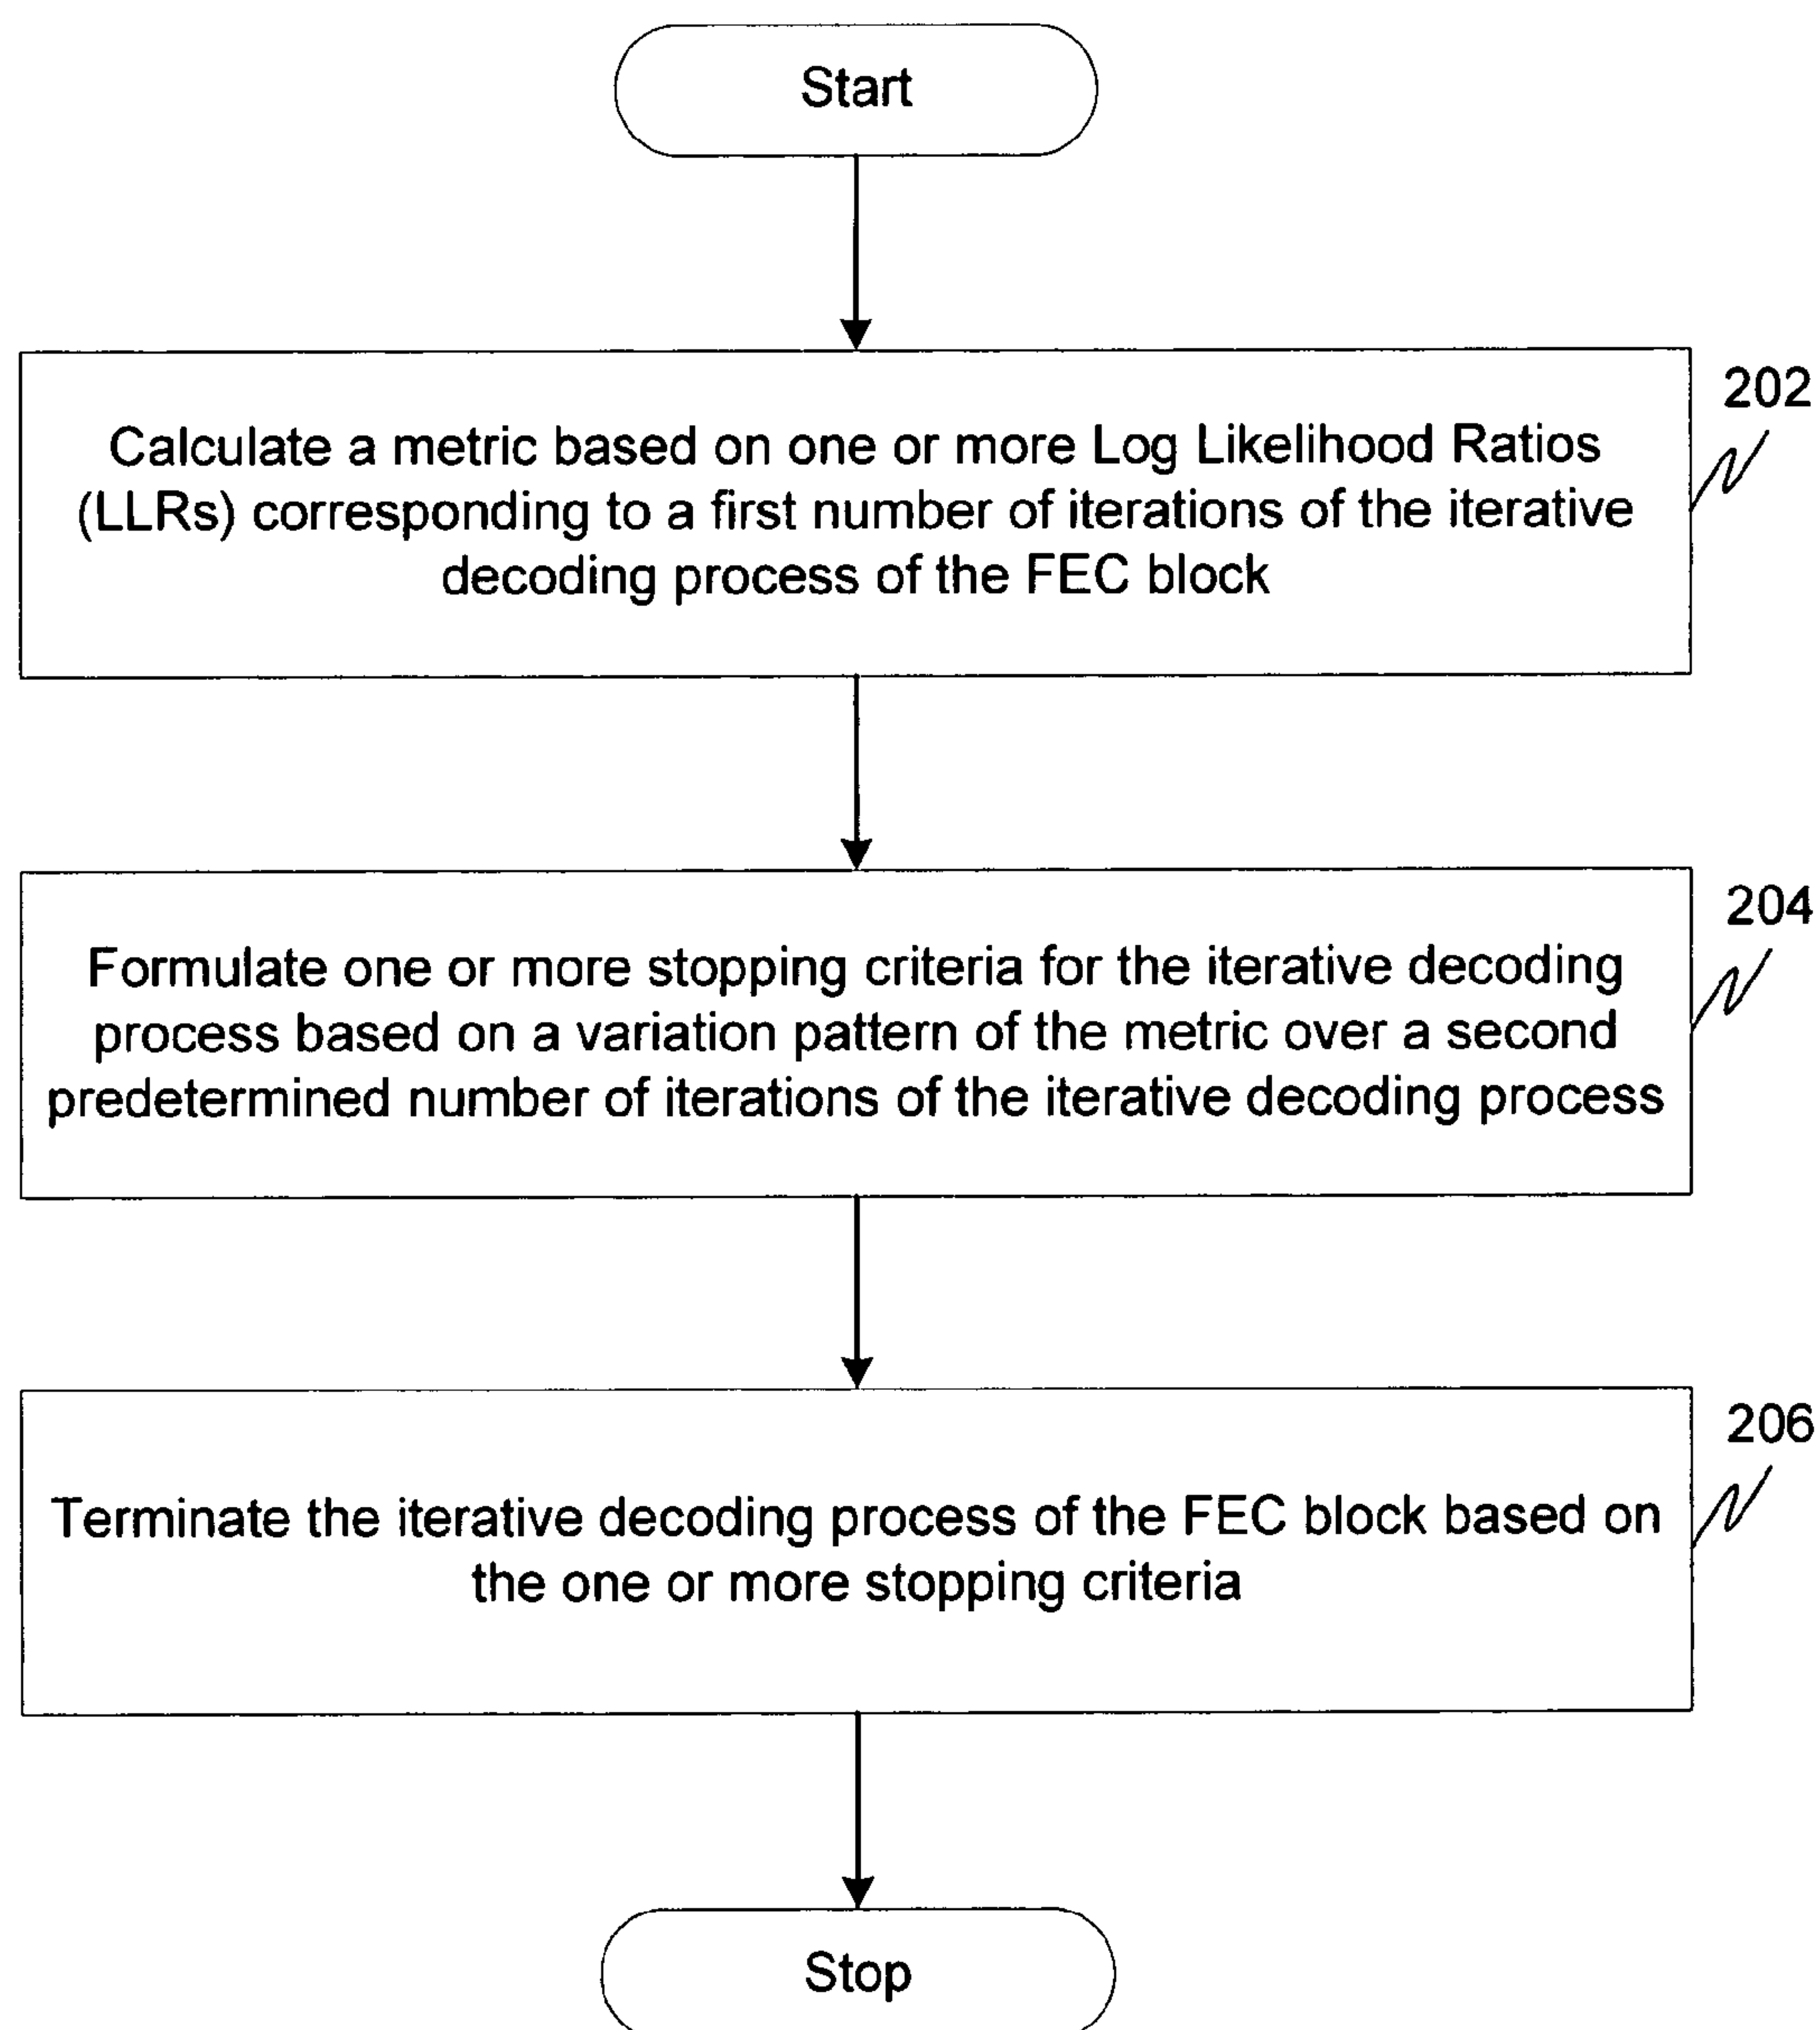 Start
202
Calculate a metric based on one or more Log Likelihood Ratios
(LLRs) corresponding to a first number of iterations of the iterative
decoding process of the FEC block
204
Formulate one or more stopping criteria for the iterative decoding
process based on a variation pattern of the metric over a second
predetermined number of iterations of the iterative decoding process
206
Terminate the iterative decoding process of the FEC block based on
the one or more stopping criteria
Stop